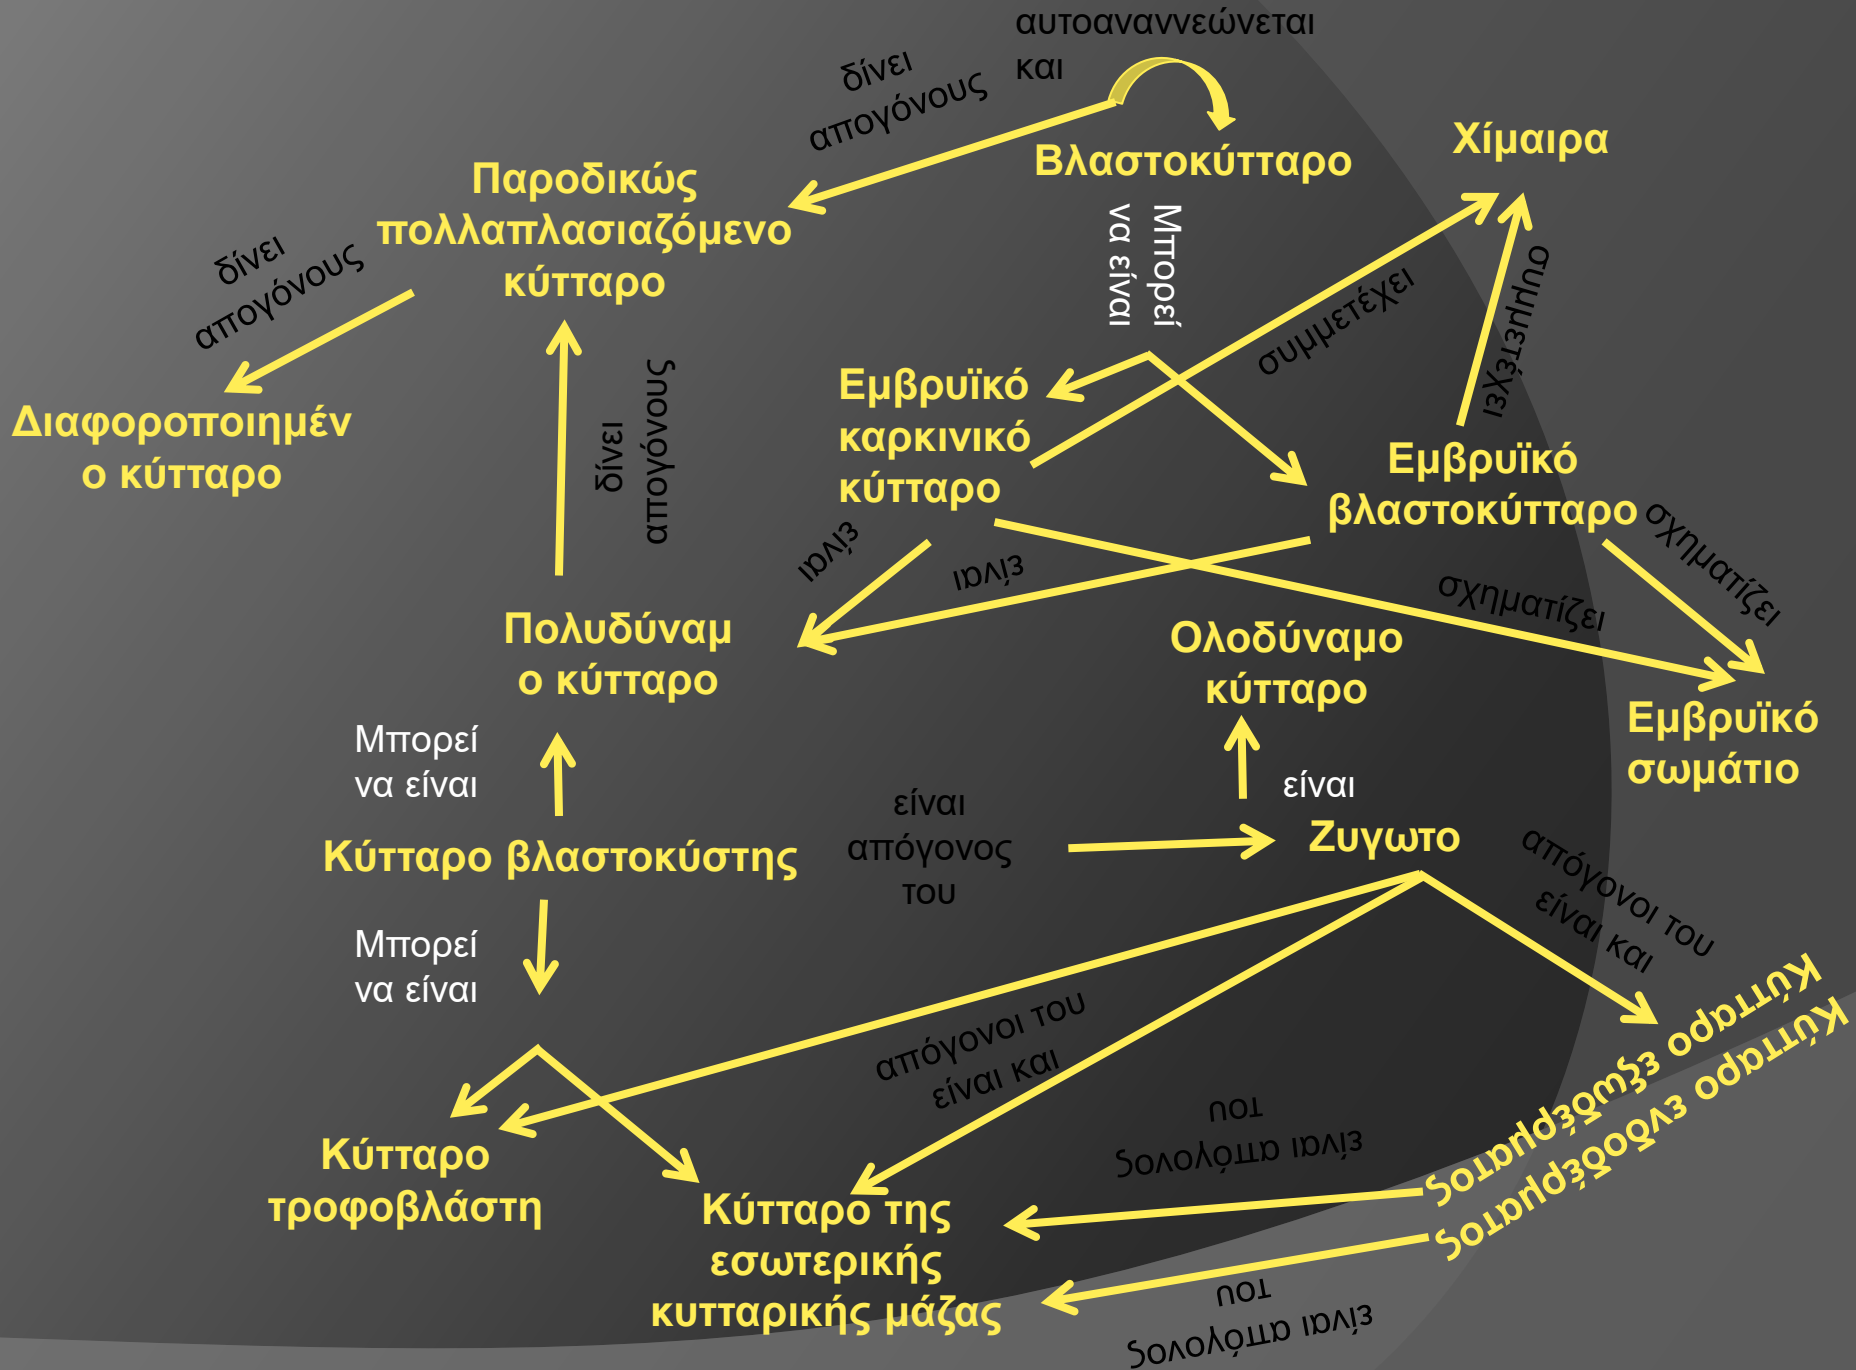 αυτοαναννεώνεται
και
δίνει
απογόνους
Βλαστοκύτταρο
Χίμαιρα
Παροδικώς
πολλαπλασιαζόμενο
κύτταρο
Μπορεί
να είναι
δίνει
απογόνους
συμμετέχει
συμμετέχει
Διαφοροποιημέν
ο κύτταρο
δίνει
απογόνους
Εμβρυϊκό
καρκινικό
κύτταρο
Εμβρυϊκό
βλαστοκύτταρο
είναι
είναι
σχηματίζει
σχηματίζει
Πολυδύναμ
ο κύτταρο
Ολοδύναμο
κύτταρο
Εμβρυϊκό
σωμάτιο
Μπορεί
να είναι
είναι
Κύτταρο βλαστοκύστης
είναι
απόγονος
του
Ζυγωτο
απόγονοι του
είναι και
Μπορεί
να είναι
απόγονοι του
είναι και
Κύτταρο εξωδέρματος
Κύτταρο ενδοδέρματος
Κύτταρο
τροφοβλάστη
είναι απόγονος
του
Κύτταρο της
εσωτερικής
κυτταρικής μάζας
είναι απόγονος
του